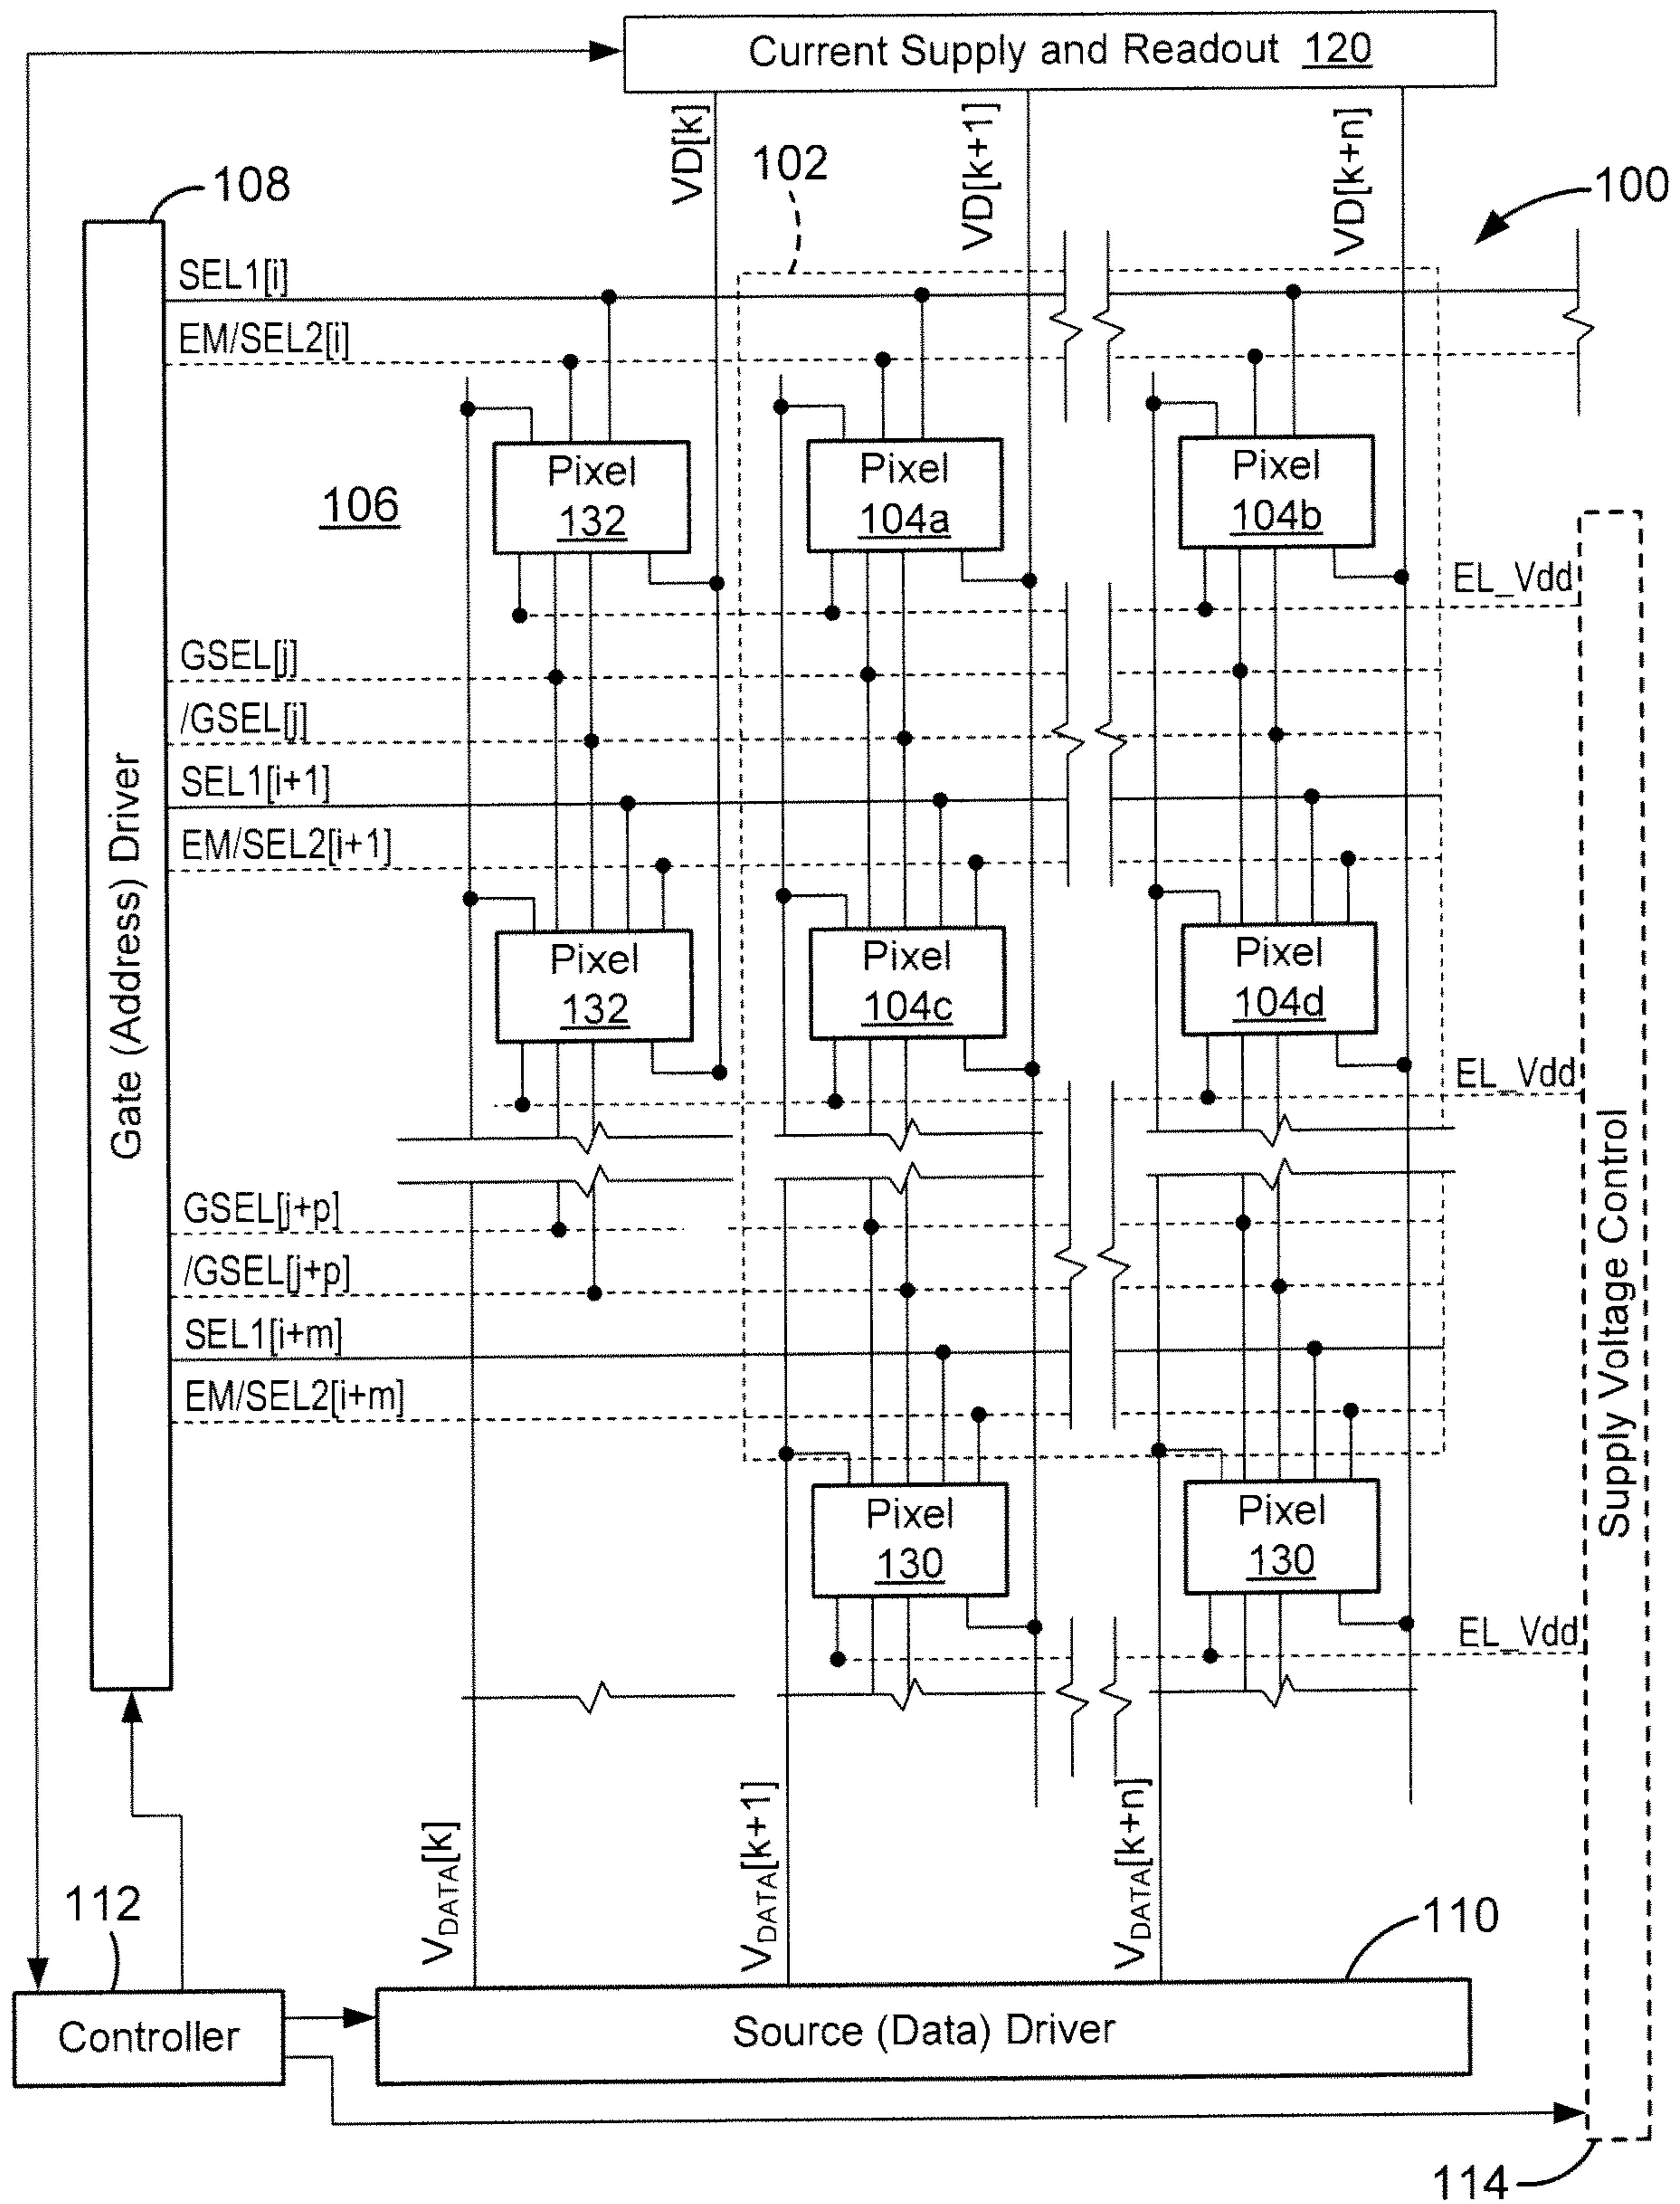 Current Supply and Readout 120
VD[k]
VD[k+1]
VD[k+n]
102
100
108
SEL1[i]
EM/SEL2[i]
Pixel
132
Pixel
104a
Pixel
104b
106
EL_Vdd
GSEL[j]
/GSEL[j]
SEL1[i+1]
EM/SEL2[i+1]
Gate (Address) Driver
Pixel
132
Pixel
104c
Pixel
104d
EL_Vdd
Supply Voltage Control
GSEL[j+p]
/GSEL[j+p]
SEL1[i+m]
EM/SEL2[i+m]
Pixel
130
Pixel
130
EL_Vdd
VDATA[k]
VDATA[k+1]
VDATA[k+n]
112
110
Controller
Source (Data) Driver
114